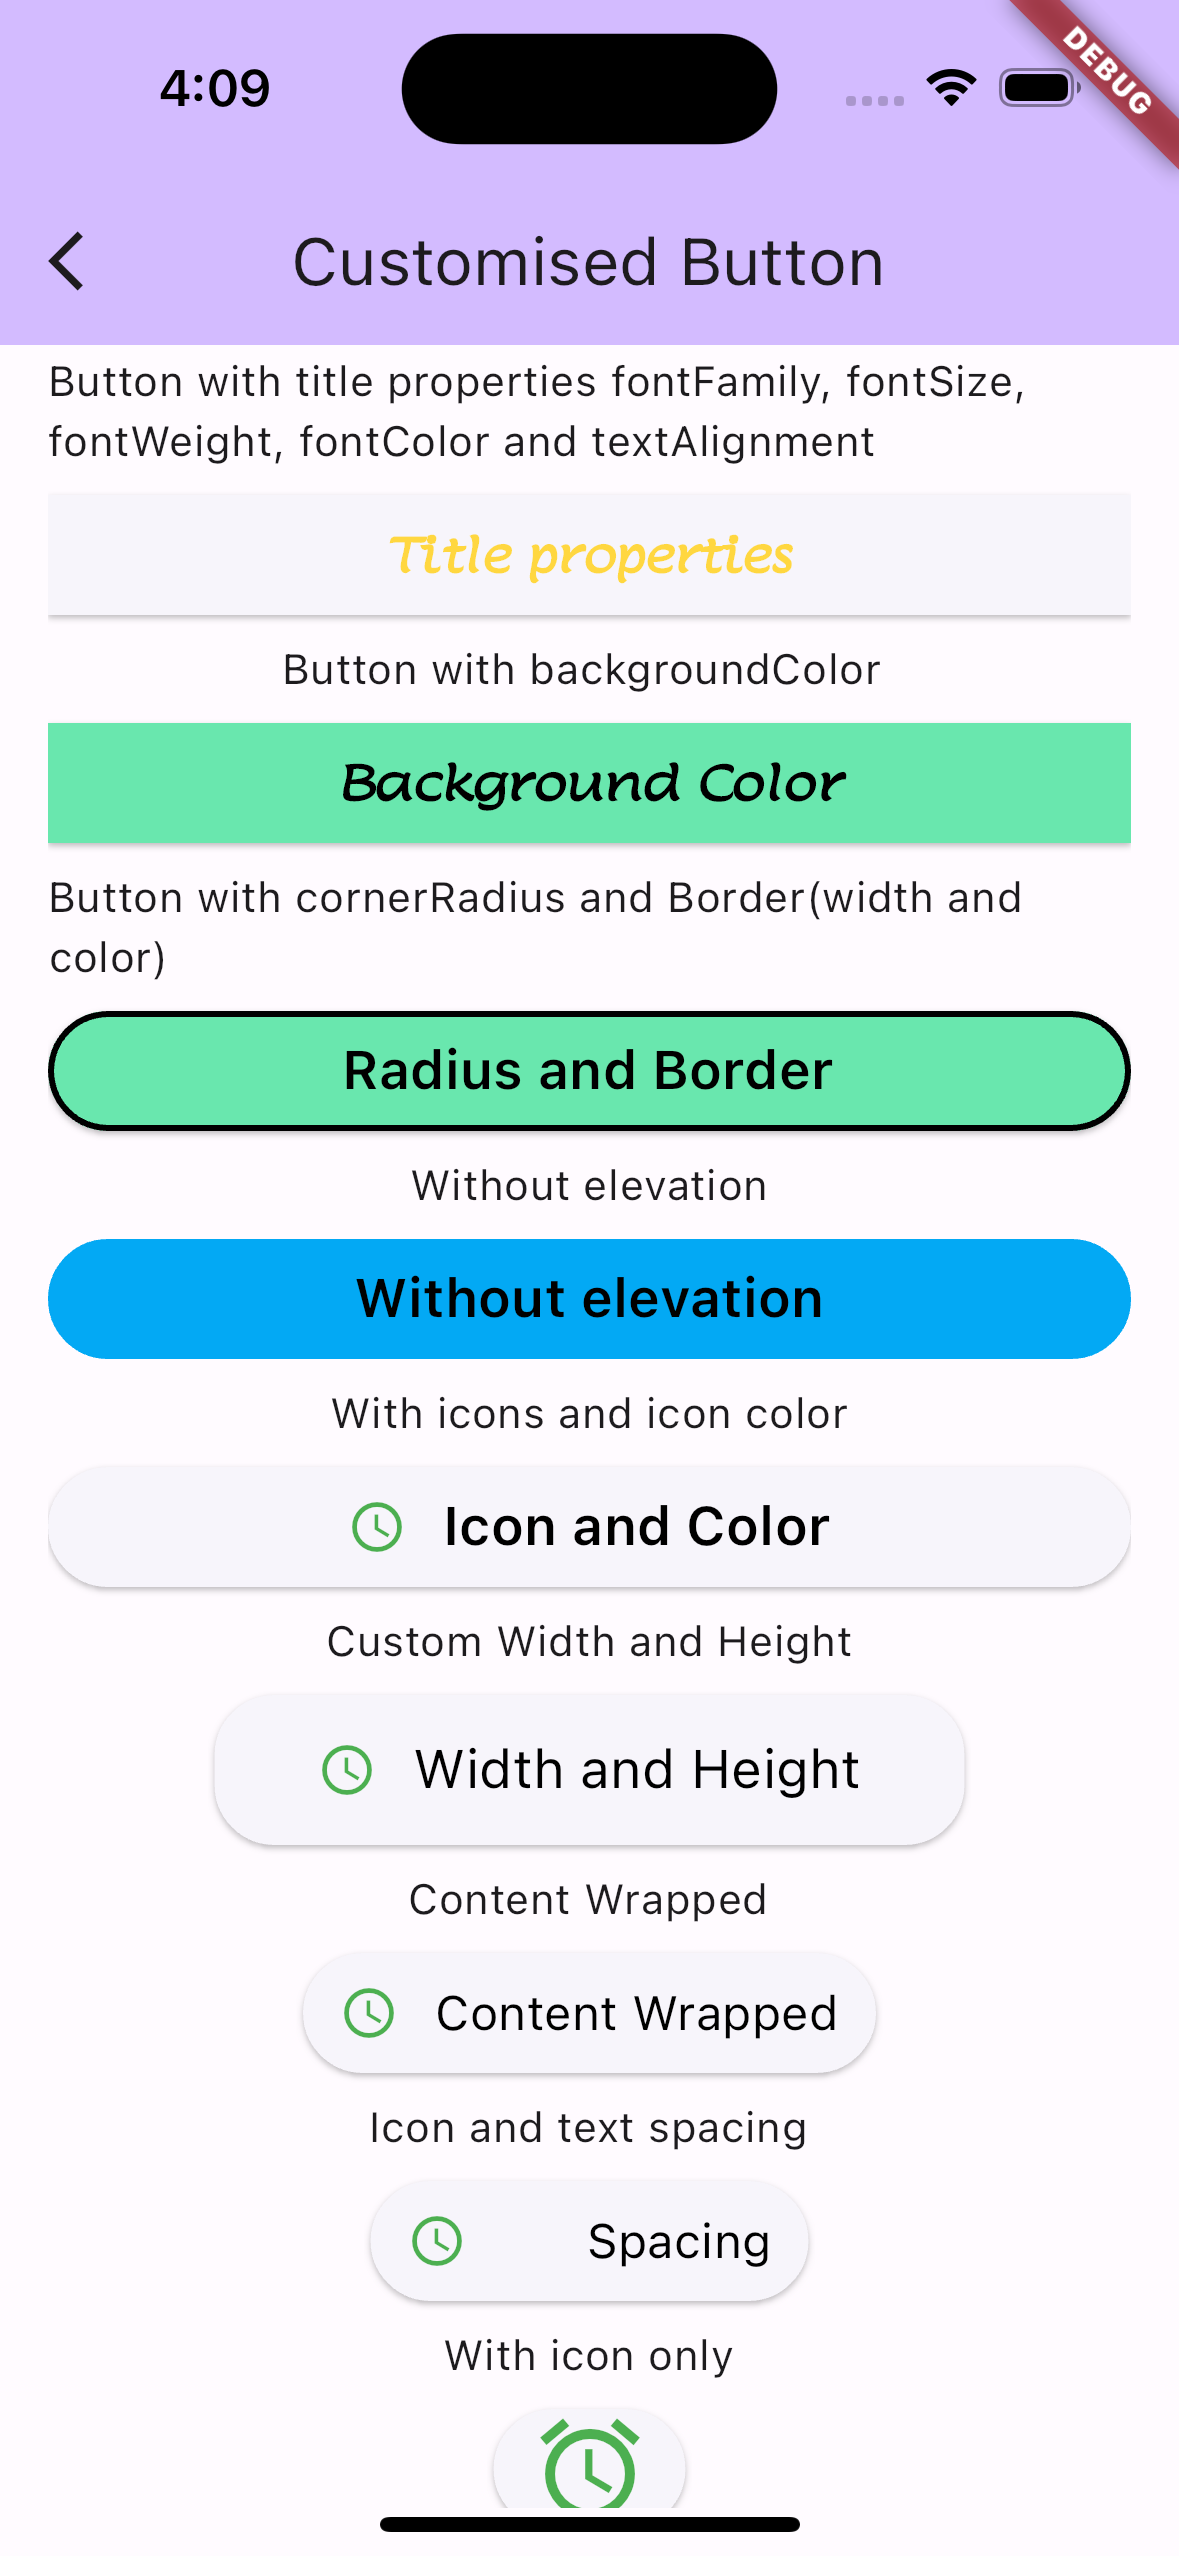 4:09
DEBUG
Customised Button
Button with title properties fontFamily, fontSize,
fontWeight, fontColor and textAlignment
Title properties
Button with backgroundColor
Background Color
Button with cornerRadius and Border(width and
color)
Radius and Border
Without elevation
Without elevation
With icons and icon color
Icon and Color
Custom Width and Height
Width and Height
Content Wrapped
Content Wrapped
Icon and text spacing
Spacing
With icon only